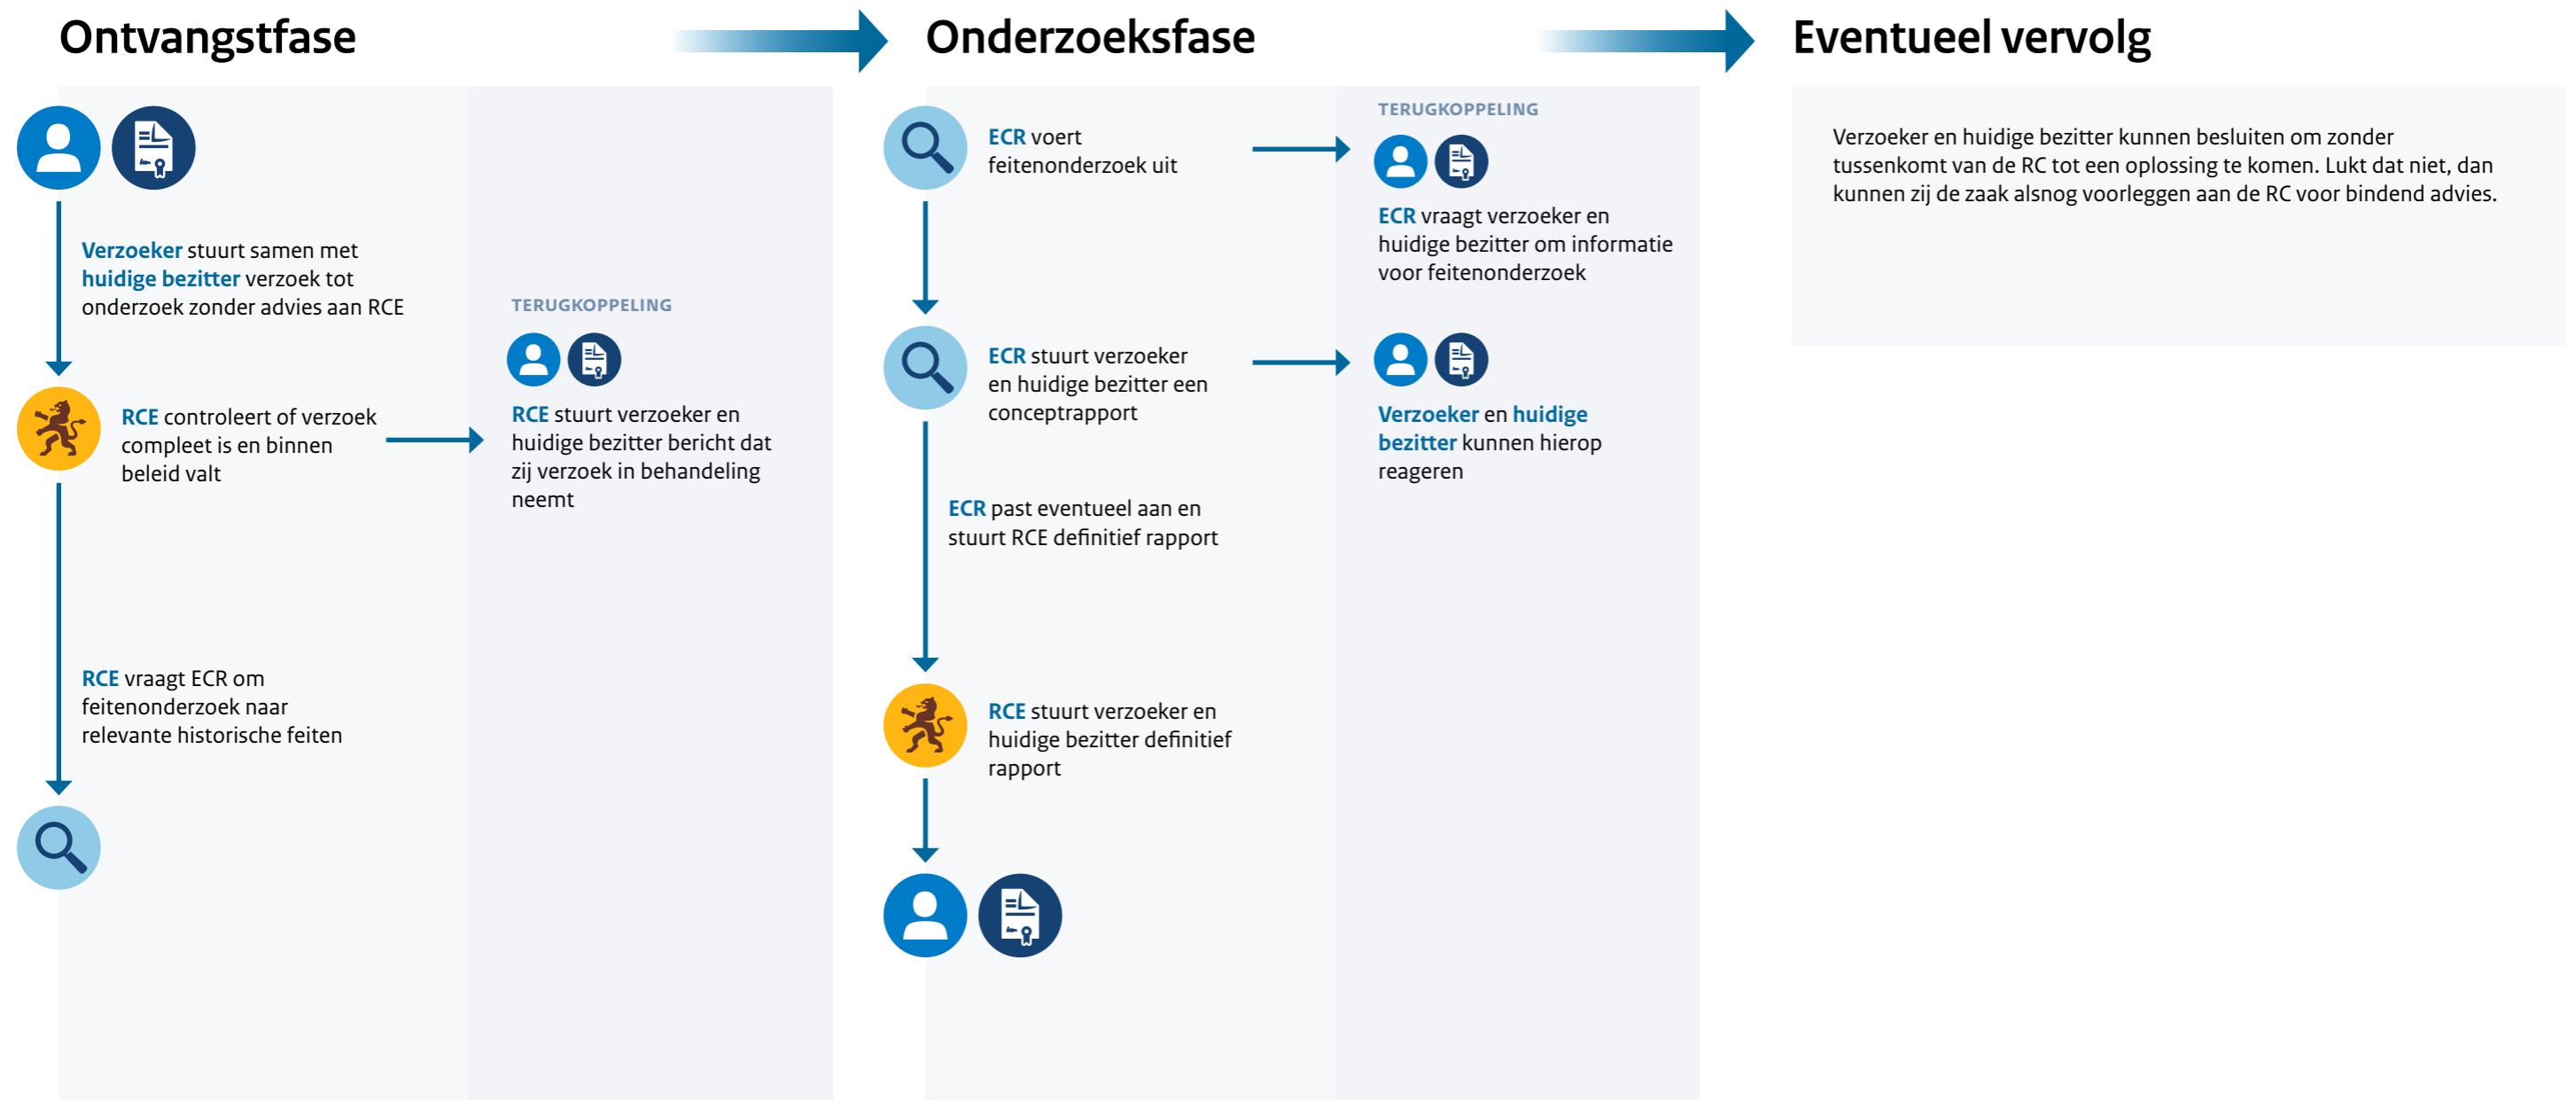 Ontvangstfase
Verzoeker stuurt samen met
huidige bezitter verzoek tot
onderzoek zonder advies aan RCE
RCE controleert of verzoek
compleet is en binnen
beleid valt
TERUGKOPPELING
RCE stuurt verzoeker en
huidige bezitter bericht dat
zij verzoek in behandeling
neemt
RCE vraagt ECR om
feitenonderzoek naar
relevante historische feiten
Onderzoeksfase
ECR voert
feitenonderzoek uit
TERUGKOPPELING
ECR vraagt verzoeker en
huidige bezitter om informatie
voor feitenonderzoek
ECR stuurt verzoeker
en huidige bezitter een
conceptrapport
Verzoeker en huidige
bezitter kunnen hierop
reageren
ECR past eventueel aan en
stuurt RCE definitief rapport
RCE stuurt verzoeker en
huidige bezitter definitief
rapport
Eventueel vervolg
Verzoeker en huidige bezitter kunnen besluiten om zonder
tussenkomt van de RC tot een oplossing te komen. Lukt dat niet, dan
kunnen zij de zaak alsnog voorleggen aan de RC voor bindend advies.